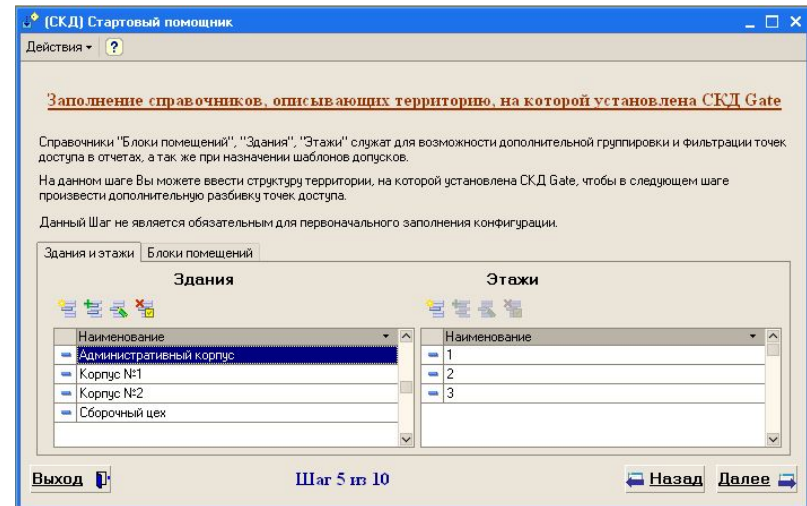 (СКД) Стартовый помощник
Действия
?
Заполнение справочников, описывающих территорию, на которой установлена СКД Gate
Справочники "Блоки помещений", "Здания", "Этажи" служат для возможности дополнительной группировки и фильтрации точек
доступа в отчетах, а так же при назначении шаблонов допусков.
На данном шаге Вы можете ввести структуру территории, на которой установлена СКД Gate, чтобы в следующем шаге
произвести дополнительную разбивку точек доступа.
Данный Шаг не является обязательным для первоначального заполнения конфигурации.
Здания и этажи Блоки помещений
Здания Этажи
Наименование Наименование
Административный корпус 1
Корпус №1 2
Корпус №2 3
Сборочный цех
Выход Шаг 5 из 10 Назад Далее